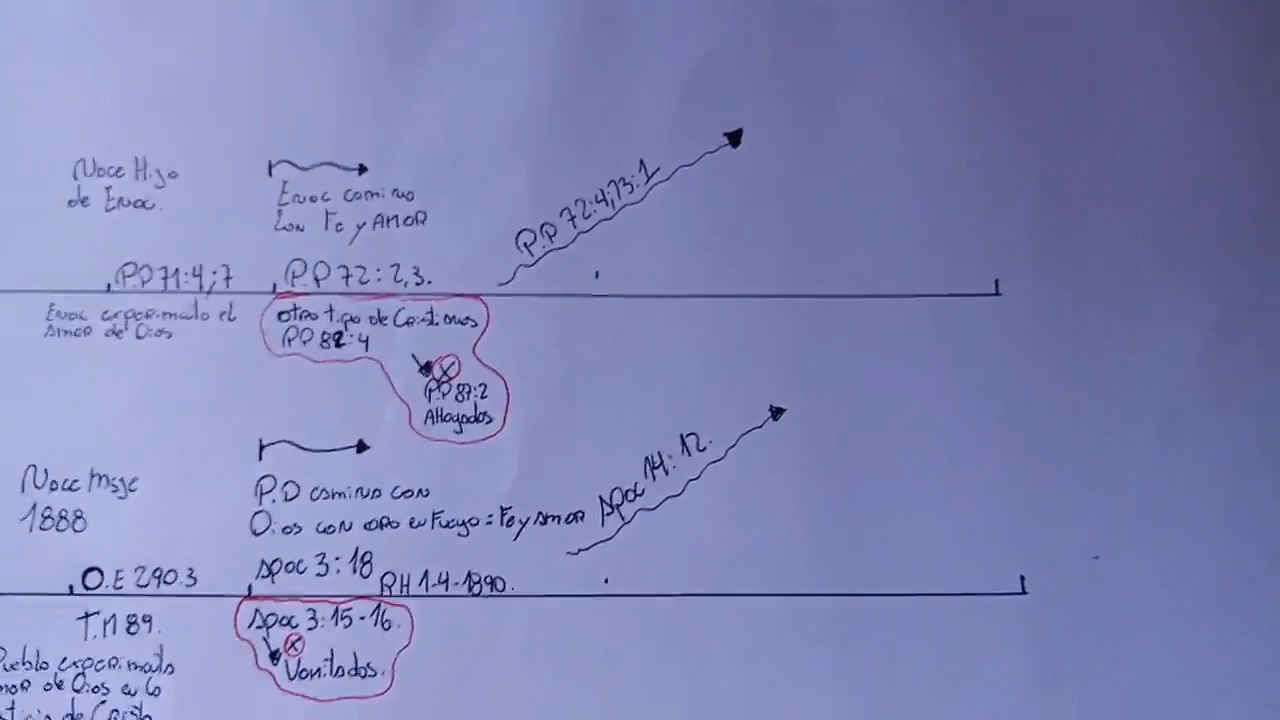 Nace Hijo
de Enoc.
Enoc camino
con Fe y AMOR
P.P 72:4;73:1
P.P 71:4;7
P.P 72:2,3.
Enoc experimento el
Amor de Dios
otro tipo de Cristianos
PP 82:4
P.P 87:2
AHogados
Nace Msje
1888
P.D camino con
Dios con oro en Fuego = Fe y Amor
Apoc 14:12.
Apoc 3:18
O.E 290.3
RH 1-4-1890.
T.M 89.
Apoc 3:15-16.
Vomitados.
Pueblo experimento
Amor de Dios en la